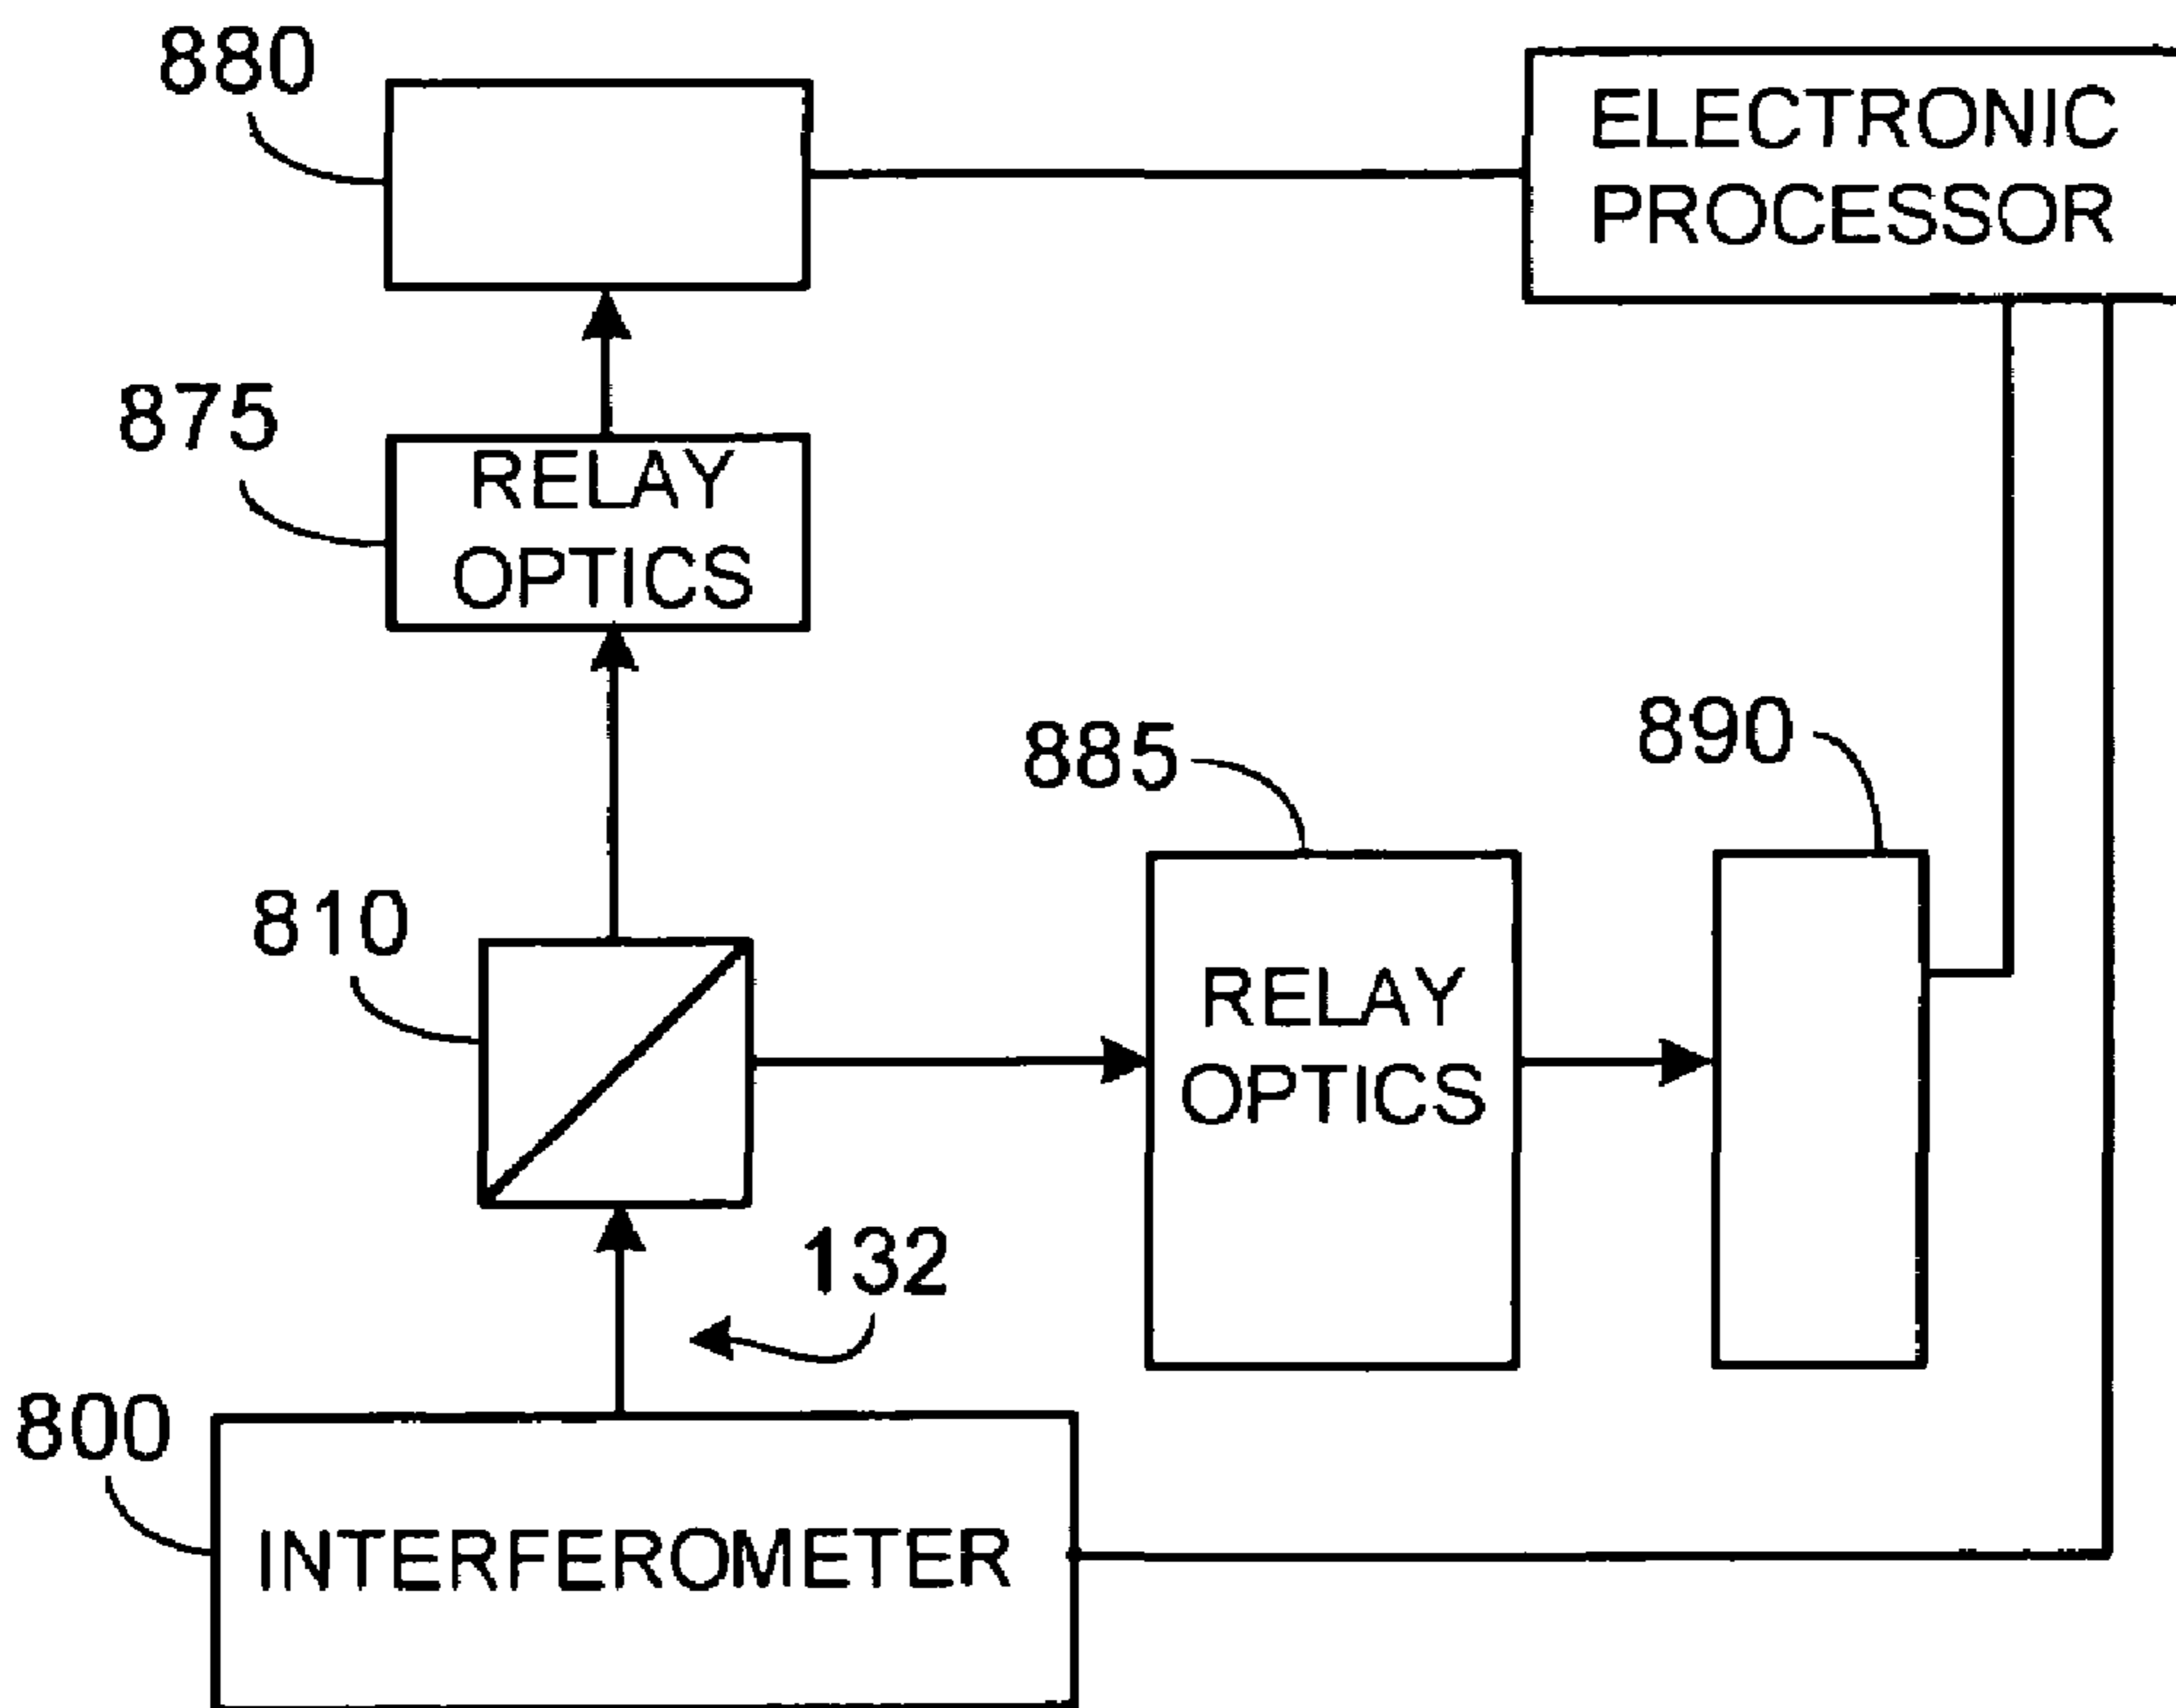 880
ELECTRONIC
PROCESSOR
875
RELAY
OPTICS
885
890
810
RELAY
OPTICS
132
800
INTERFEROMETER